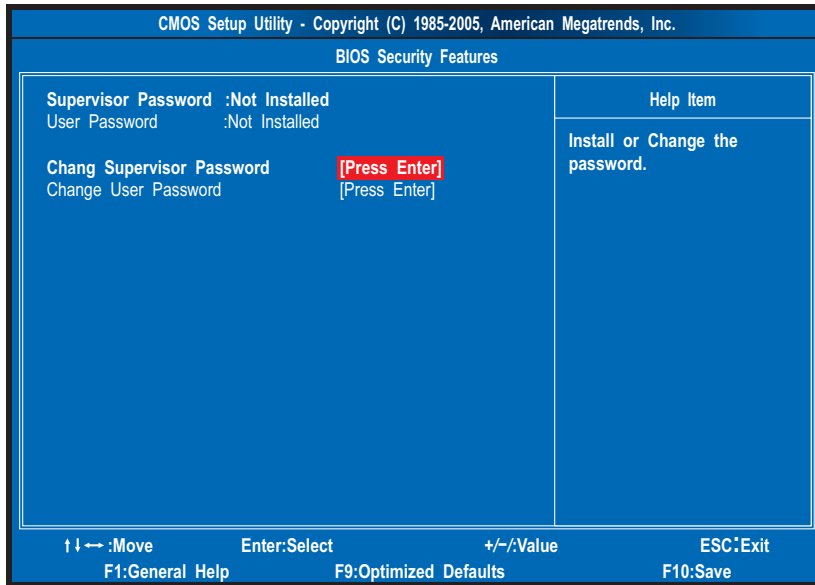 CMOS Setup Utility - Copyright (C) 1985-2005, American Megatrends, Inc.
BIOS Security Features
Supervisor Password :Not Installed
User Password :Not Installed
Chang Supervisor Password [Press Enter]
Change User Password [Press Enter]
Help Item
Install or Change the
password.
↑↓↔ :Move Enter:Select +/−/:Value ESC:Exit
F1:General Help F9:Optimized Defaults F10:Save